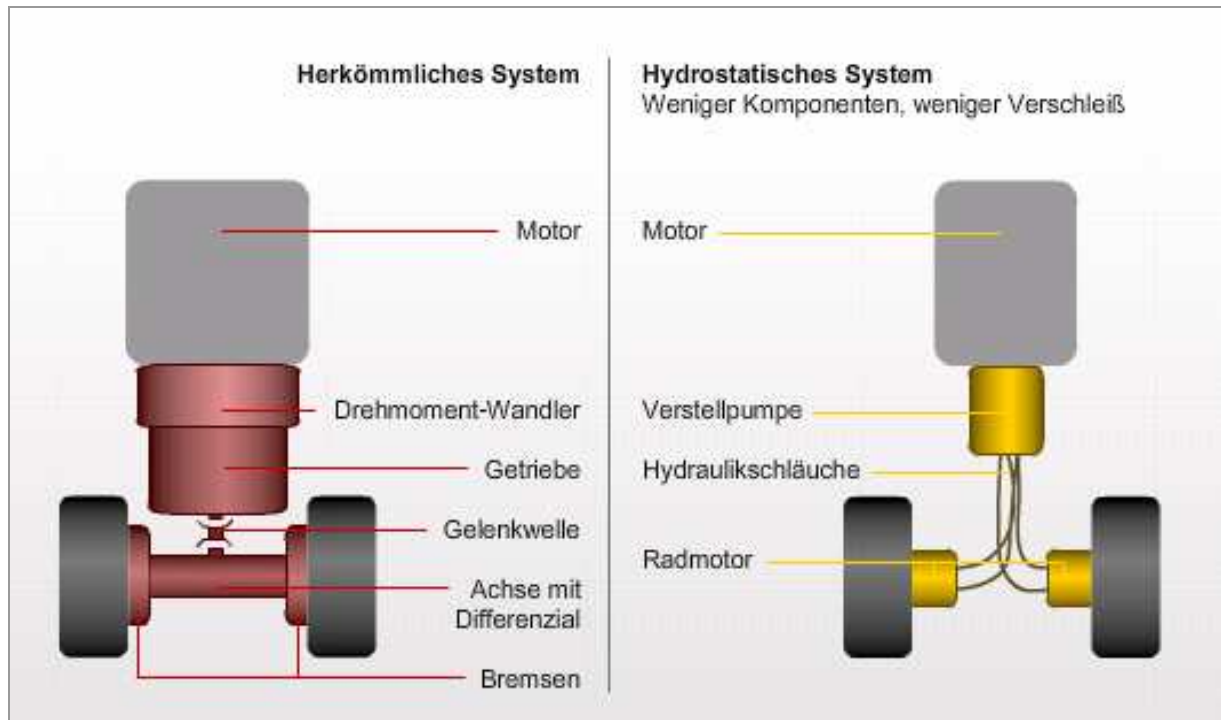 Herkömmliches System
Motor
Drehmoment-Wandler
Getriebe
Gelenkwelle
Achse mit
Differenzial
Bremsen
Hydrostatisches System
Weniger Komponenten, weniger Verschleiß
Motor
Verstellpumpe
Hydraulikschläuche
Radmotor